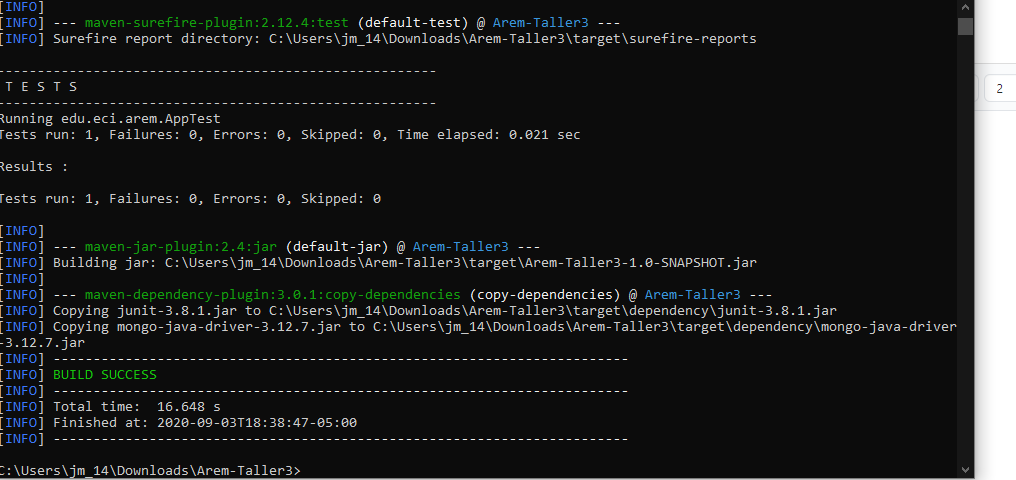 [INFO]
[INFO] --- maven-surefire-plugin:2.12.4:test (default-test) @ Arem-Taller3 ---
[INFO] Surefire report directory: C:\Users\jm_14\Downloads\Arem-Taller3\target\surefire-reports
-------------------------------------------------------
T E S T S
-------------------------------------------------------
Running edu.eci.arem.AppTest
Tests run: 1, Failures: 0, Errors: 0, Skipped: 0, Time elapsed: 0.021 sec
Results :
Tests run: 1, Failures: 0, Errors: 0, Skipped: 0
[INFO]
[INFO] --- maven-jar-plugin:2.4:jar (default-jar) @ Arem-Taller3 ---
[INFO] Building jar: C:\Users\jm_14\Downloads\Arem-Taller3\target\Arem-Taller3-1.0-SNAPSHOT.jar
[INFO]
[INFO] --- maven-dependency-plugin:3.0.1:copy-dependencies (copy-dependencies) @ Arem-Taller3 ---
[INFO] Copying junit-3.8.1.jar to C:\Users\jm_14\Downloads\Arem-Taller3\target\dependency\junit-3.8.1.jar
[INFO] Copying mongo-java-driver-3.12.7.jar to C:\Users\jm_14\Downloads\Arem-Taller3\target\dependency\mongo-java-driver
-3.12.7.jar
[INFO] ------------------------------------------------------------------------
[INFO] BUILD SUCCESS
[INFO] ------------------------------------------------------------------------
[INFO] Total time:  16.648 s
[INFO] Finished at: 2020-09-03T18:38:47-05:00
[INFO] ------------------------------------------------------------------------
C:\Users\jm_14\Downloads\Arem-Taller3>
2